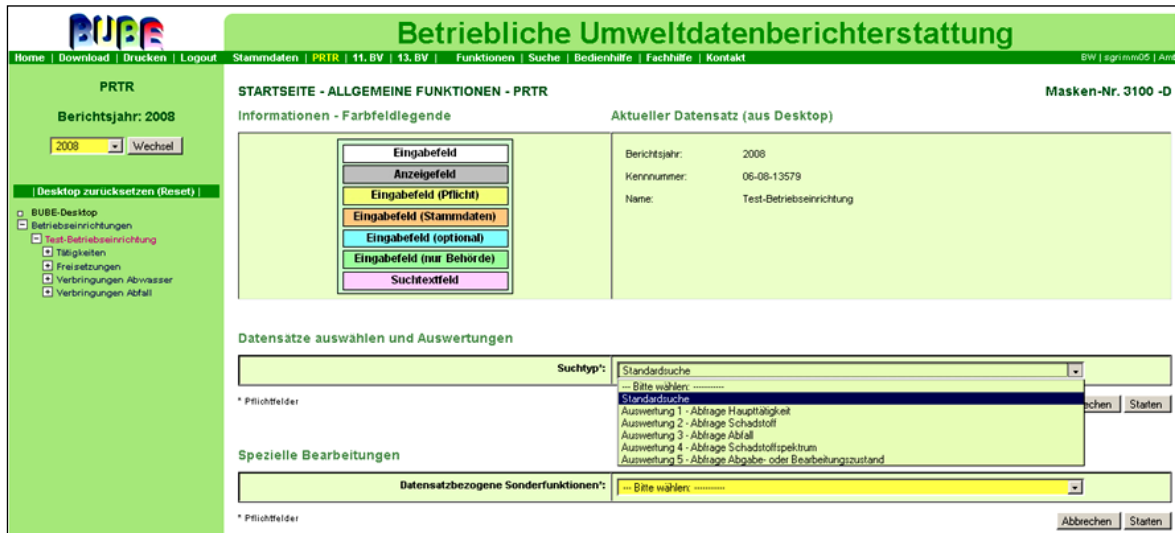 BUBE
Betriebliche Umweltdatenberichterstattung
Home | Download | Drucken | Logout
Stammdaten | PRTR | 11. BV | 13. BV | Funktionen | Suche | Bedienhilfe | Fachhilfe | Kontakt
BW | sgrimm05 | Amt
PRTR
Berichtsjahr: 2008
2008 Wechsel
| Desktop zurücksetzen (Reset) |
BUBE-Desktop
Betriebseinrichtungen
Test-Betriebseinrichtung
Tätigkeiten
Freisetzungen
Verbringungen Abwasser
Verbringungen Abfall
STARTSEITE - ALLGEMEINE FUNKTIONEN - PRTR
Masken-Nr. 3100 -D
Informationen - Farbfeldlegende
Eingabefeld
Anzeigefeld
Eingabefeld (Pflicht)
Eingabefeld (Stammdaten)
Eingabefeld (optional)
Eingabefeld (nur Behörde)
Suchtextfeld
Aktueller Datensatz (aus Desktop)
Berichtsjahr: 2008
Kennnummer: 06-08-13579
Name: Test-Betriebseinrichtung
Datensätze auswählen und Auswertungen
Suchtyp*: Standardsuche
--- Bitte wählen: -----------
Standardsuche
Auswertung 1 - Abfrage Haupttätigkeit
Auswertung 2 - Abfrage Schadstoff
Auswertung 3 - Abfrage Abfall
Auswertung 4 - Abfrage Schadstoffspektrum
Auswertung 5 - Abfrage Abgabe- oder Bearbeitungszustand
* Pflichtfelder
echen Starten
Spezielle Bearbeitungen
Datensatzbezogene Sonderfunktionen*: --- Bitte wählen: -----------
* Pflichtfelder
Abbrechen Starten